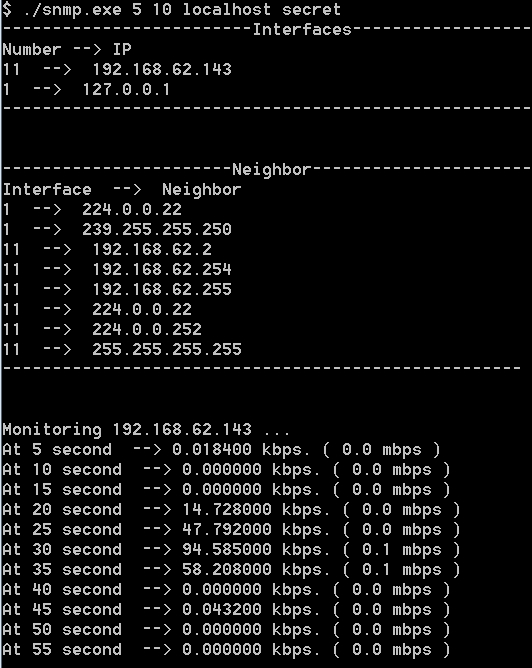 $ ./snmp.exe 5 10 localhost secret
-------------------------Interfaces------------------
Number --> IP
11  -->  192.168.62.143
1  -->  127.0.0.1
-----------------------------------------------------
-----------------------Neighbor----------------------
Interface  -->  Neighbor
1  -->  224.0.0.22
1  -->  239.255.255.250
11  -->  192.168.62.2
11  -->  192.168.62.254
11  -->  192.168.62.255
11  -->  224.0.0.22
11  -->  224.0.0.252
11  -->  255.255.255.255
----------------------------------------------------
Monitoring 192.168.62.143 ...
At 5 second  --> 0.018400 kbps. ( 0.0 mbps )
At 10 second  --> 0.000000 kbps. ( 0.0 mbps )
At 15 second  --> 0.000000 kbps. ( 0.0 mbps )
At 20 second  --> 14.728000 kbps. ( 0.0 mbps )
At 25 second  --> 47.792000 kbps. ( 0.0 mbps )
At 30 second  --> 94.585000 kbps. ( 0.1 mbps )
At 35 second  --> 58.208000 kbps. ( 0.1 mbps )
At 40 second  --> 0.000000 kbps. ( 0.0 mbps )
At 45 second  --> 0.043200 kbps. ( 0.0 mbps )
At 50 second  --> 0.000000 kbps. ( 0.0 mbps )
At 55 second  --> 0.000000 kbps. ( 0.0 mbps )